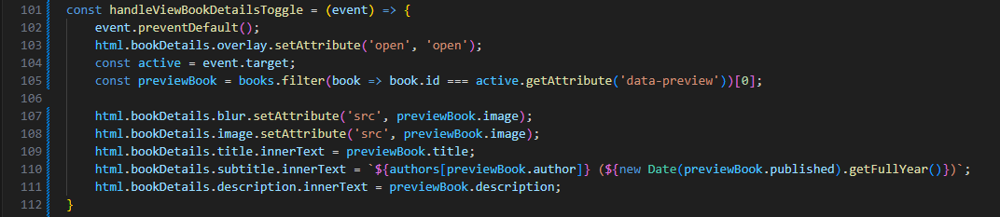 101 const handleViewBookDetailsToggle = (event) => {
102     event.preventDefault();
103     html.bookDetails.overlay.setAttribute('open', 'open');
104     const active = event.target;
105     const previewBook = books.filter(book => book.id === active.getAttribute('data-preview'))[0];
106
107     html.bookDetails.blur.setAttribute('src', previewBook.image);
108     html.bookDetails.image.setAttribute('src', previewBook.image);
109     html.bookDetails.title.innerText = previewBook.title;
110     html.bookDetails.subtitle.innerText = `${authors[previewBook.author]} (${new Date(previewBook.published).getFullYear()})`;
111     html.bookDetails.description.innerText = previewBook.description;
112 }